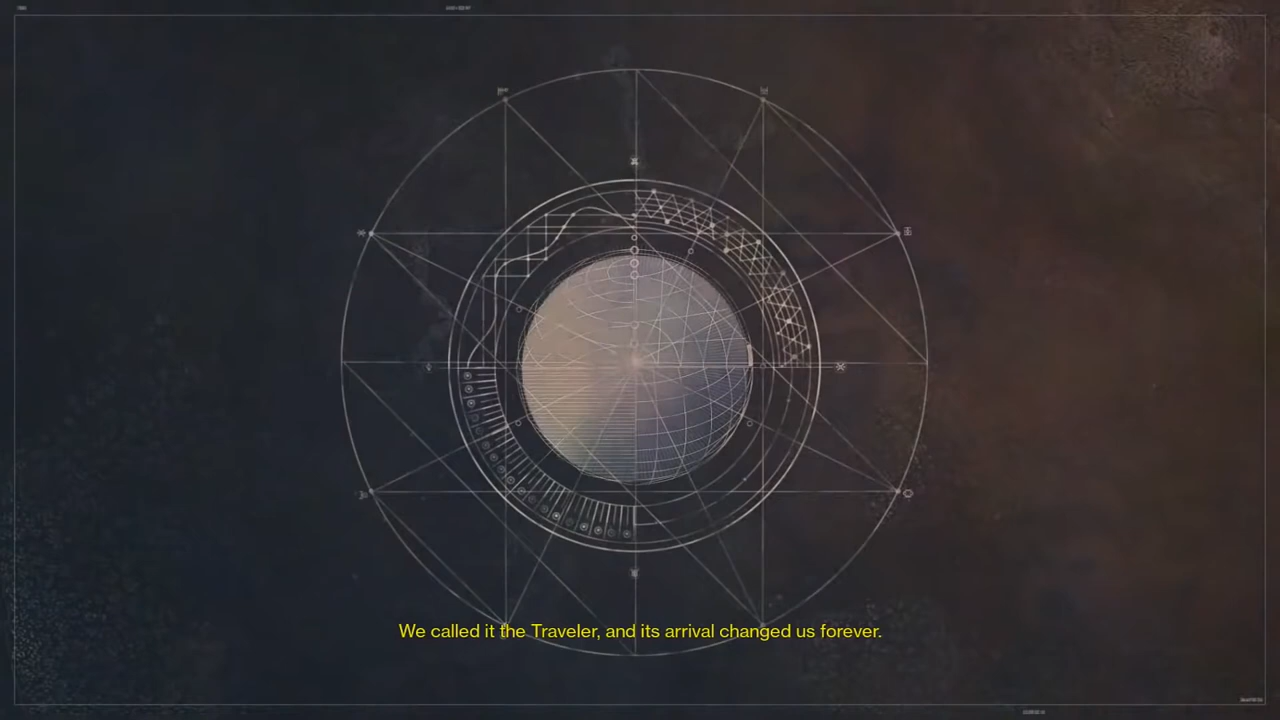 We called it the Traveler, and its arrival changed us forever.